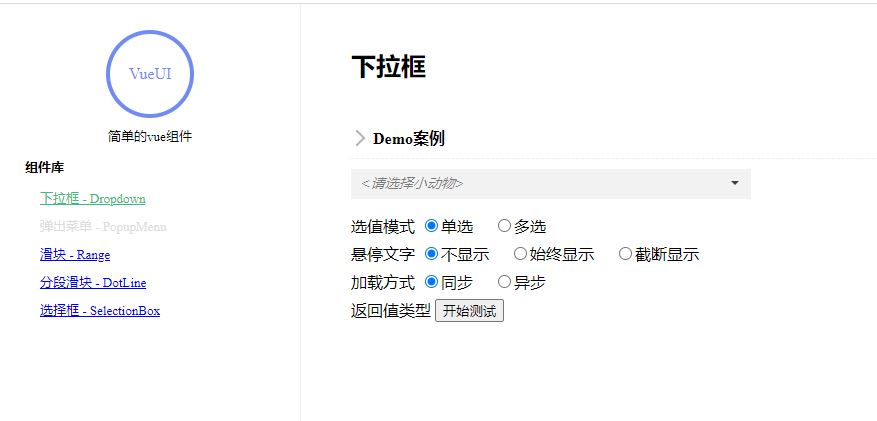 VueUI
简单的vue组件
组件库
下拉框 - Dropdown
弹出菜单 - PopupMenu
滑块 - Range
分段滑块 - DotLine
选择框 - SelectionBox
下拉框
Demo案例
<请选择小动物>
选值模式 单选 多选
悬停文字 不显示 始终显示 截断显示
加载方式 同步 异步
返回值类型 开始测试